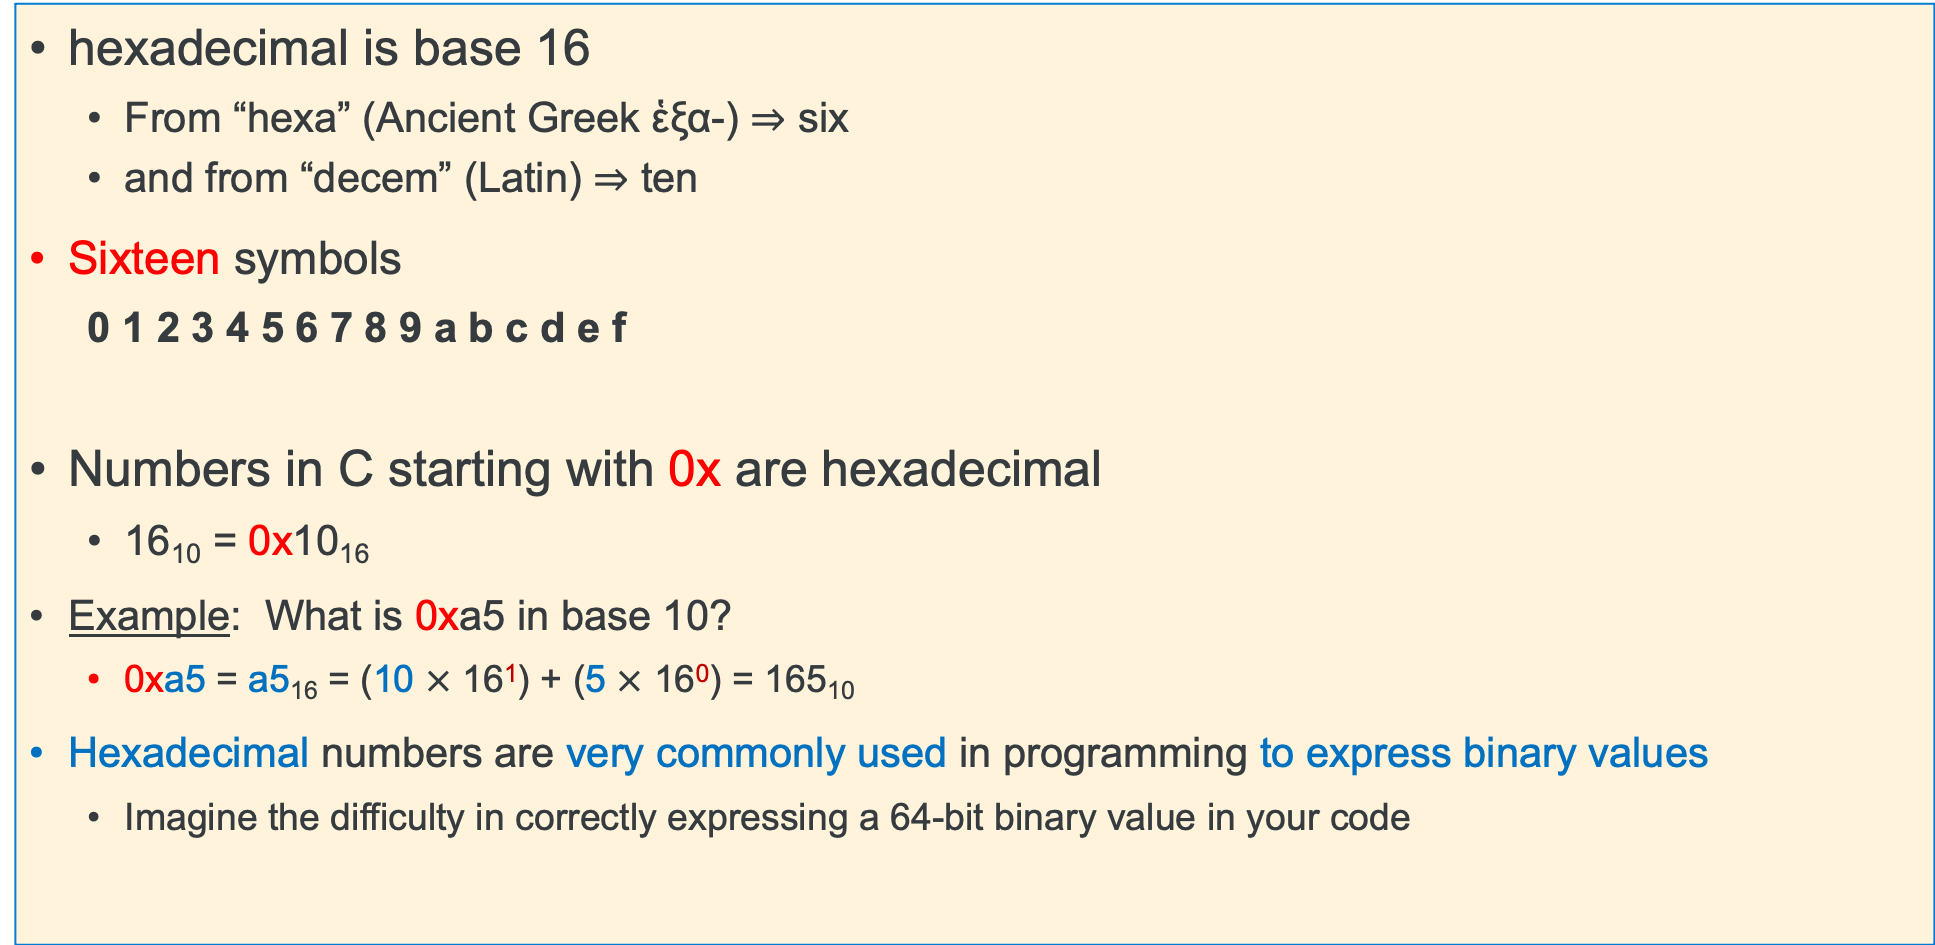 • hexadecimal is base 16
• From “hexa” (Ancient Greek ἑξα-) ⇒ six
• and from “decem” (Latin) ⇒ ten
• Sixteen symbols
0 1 2 3 4 5 6 7 8 9 a b c d e f
• Numbers in C starting with 0x are hexadecimal
• 16₁₀ = 0x10₁₆
• Example: What is 0xa5 in base 10?
• 0xa5 = a5₁₆ = (10 × 16¹) + (5 × 16⁰) = 165₁₀
• Hexadecimal numbers are very commonly used in programming to express binary values
• Imagine the difficulty in correctly expressing a 64-bit binary value in your code